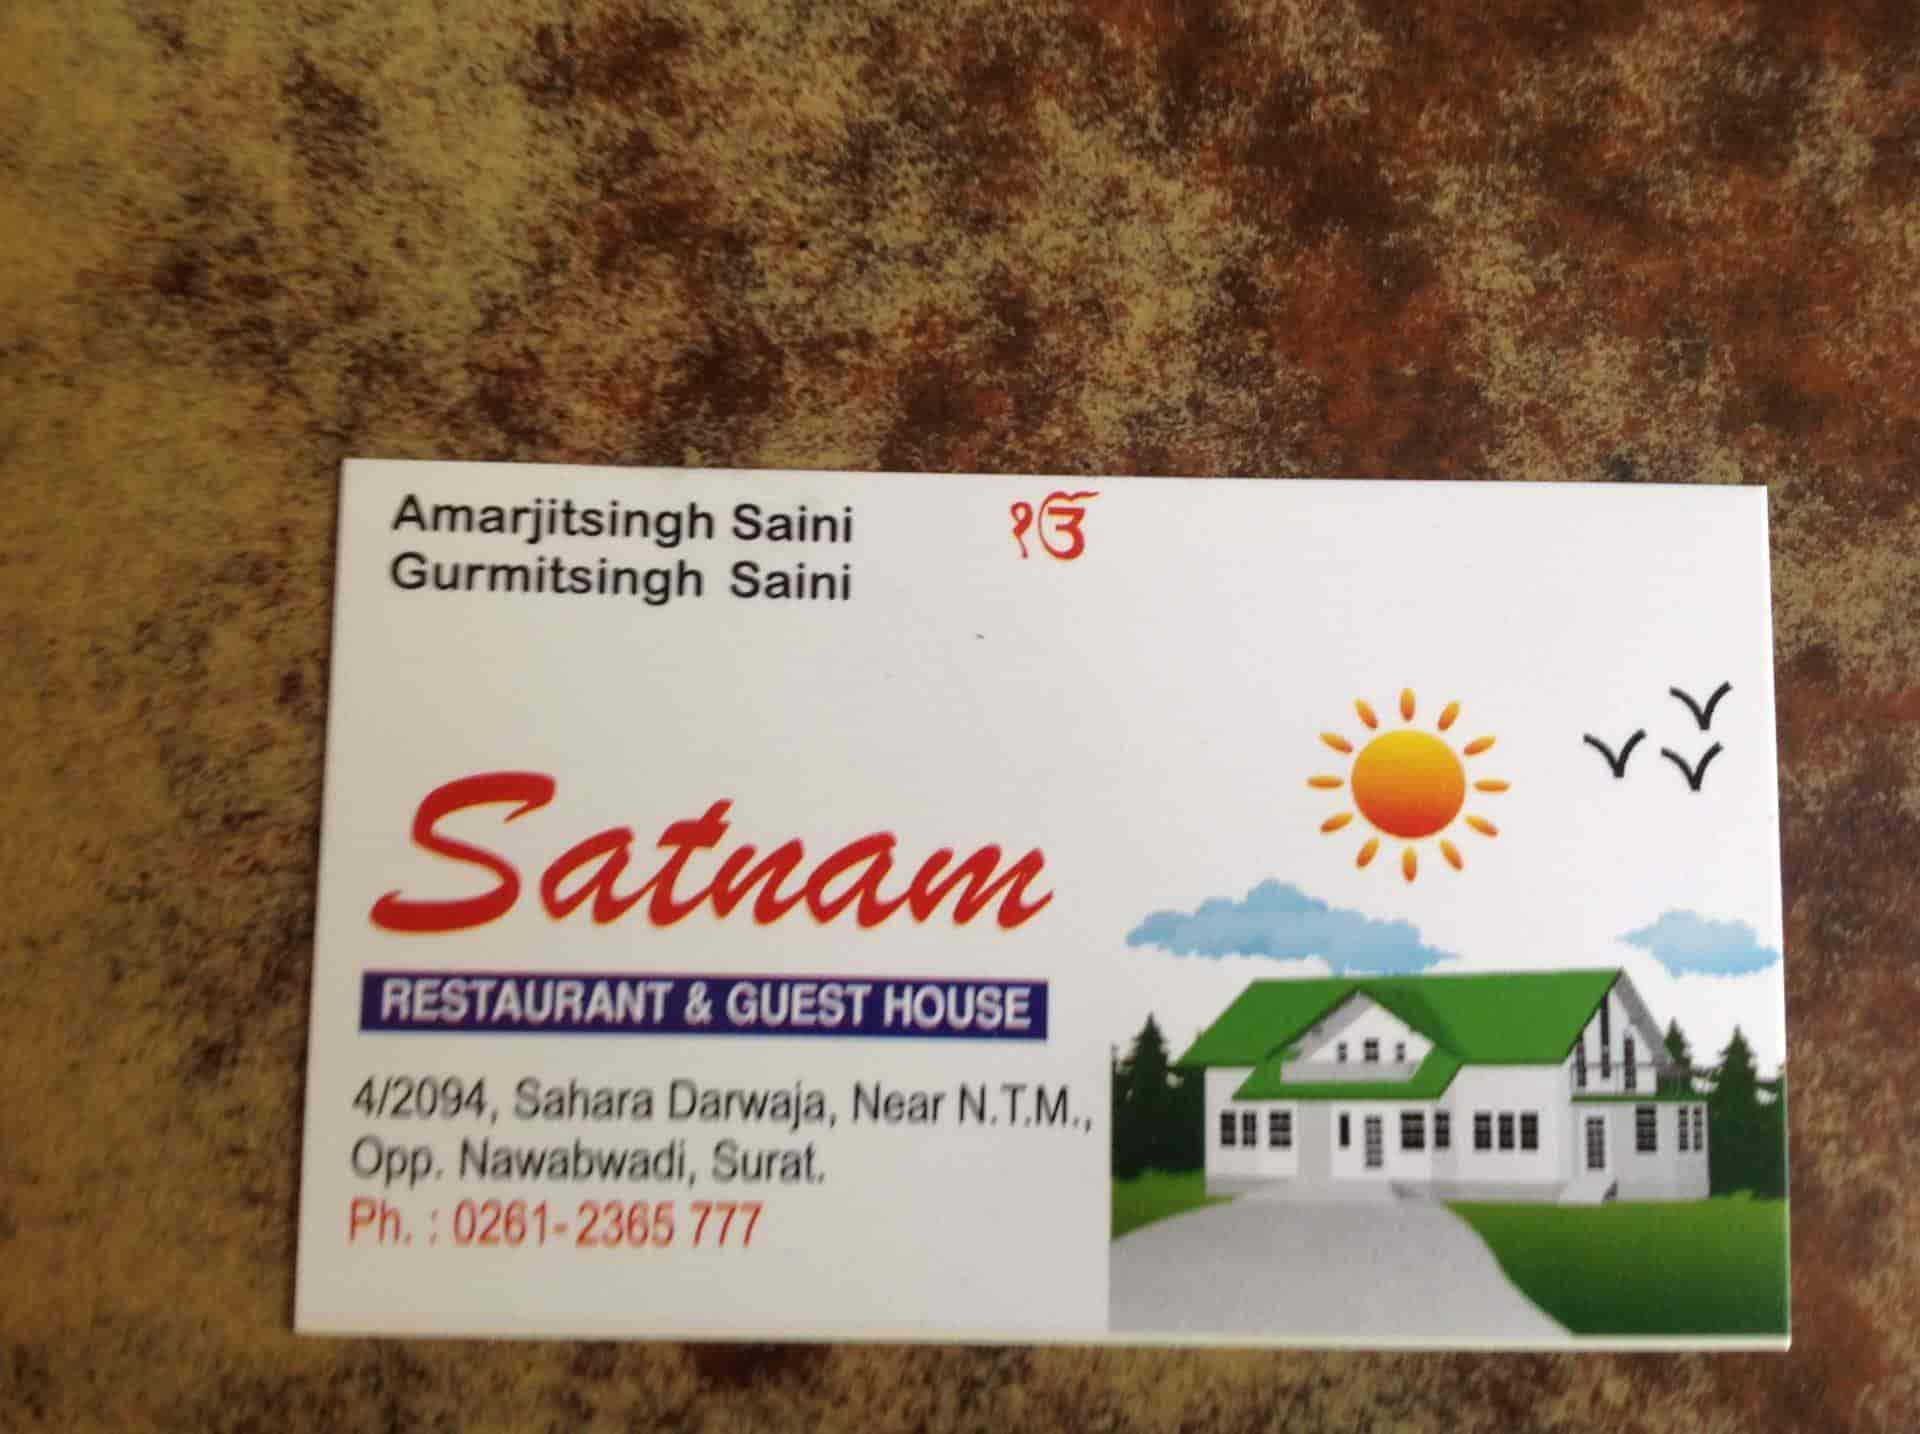 Amarjitsingh Saini
Gurmitsingh Saini
ੴ
Satnam
RESTAURANT & GUEST HOUSE
4/2094, Sahara Darwaja, Near N.T.M.,
Opp. Nawabwadi, Surat.
Ph. : 0261-2365 777